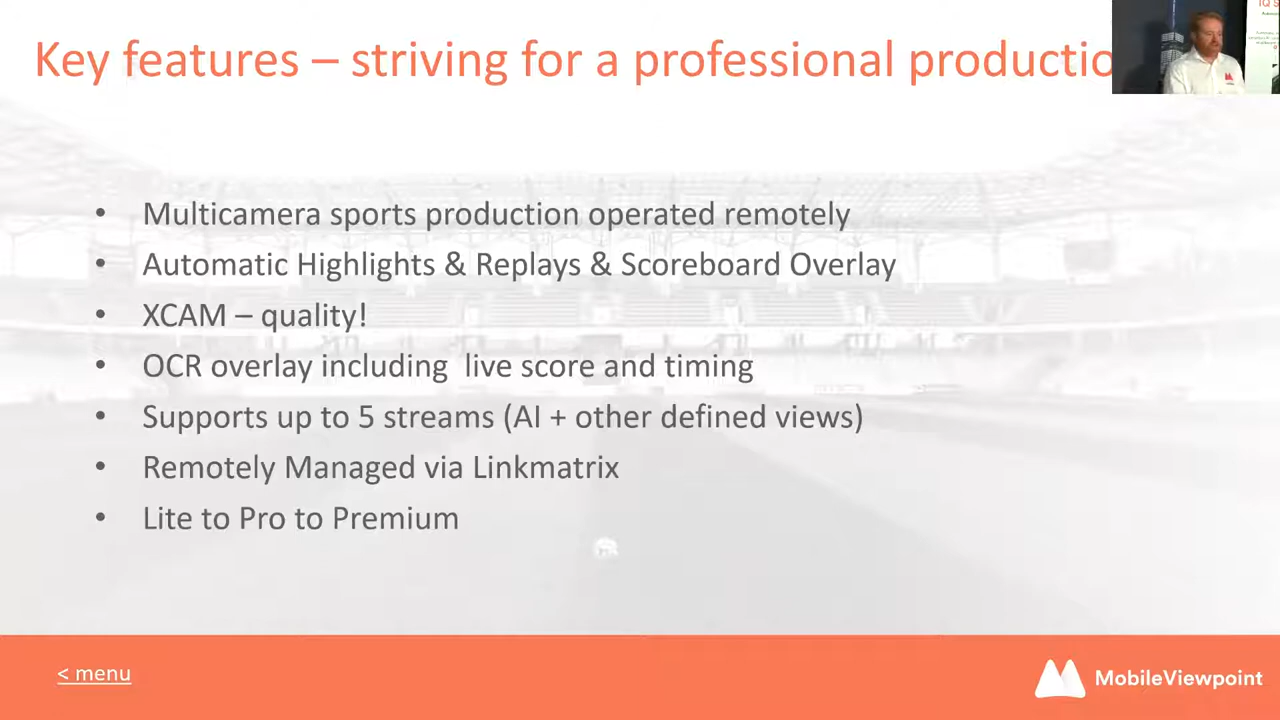 Key features – striving for a professional productio
• Multicamera sports production operated remotely
• Automatic Highlights & Replays & Scoreboard Overlay
• XCAM – quality!
• OCR overlay including  live score and timing
• Supports up to 5 streams (AI + other defined views)
• Remotely Managed via Linkmatrix
• Lite to Pro to Premium
< menu
MobileViewpoint